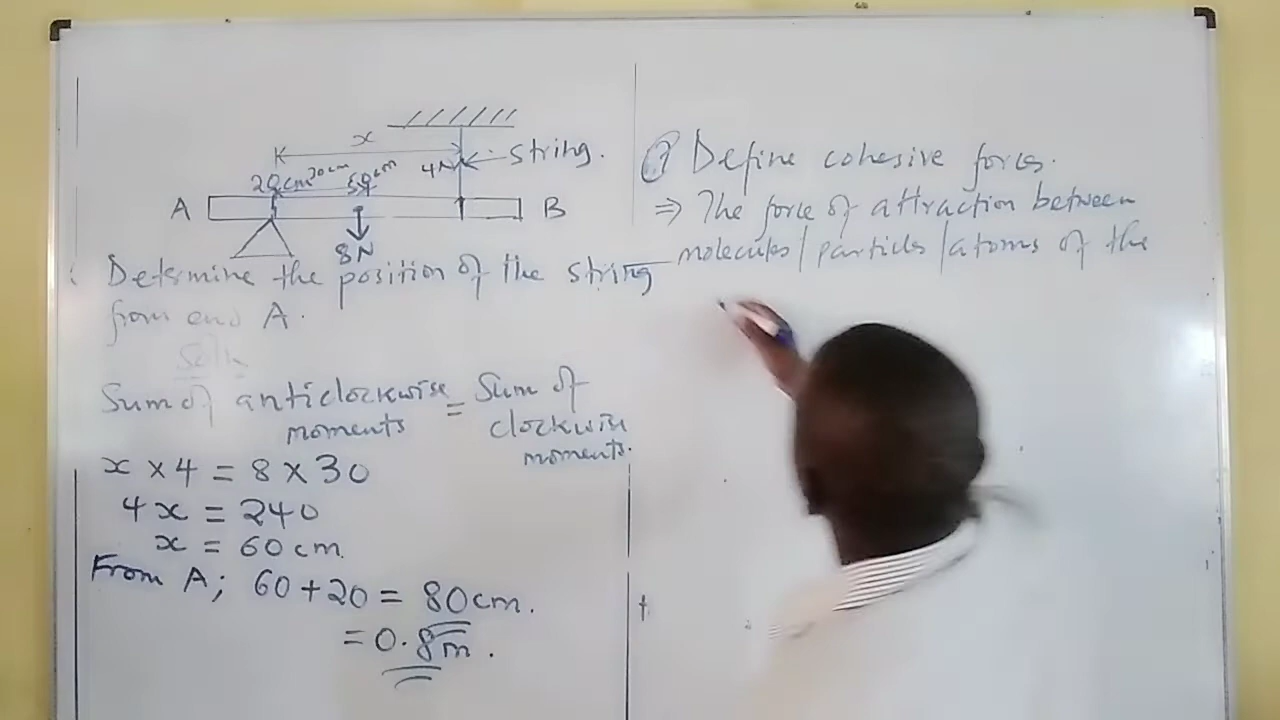 x
string.
4N
20cm 30cm 50cm
A
B
8N
Determine the position of the string
from end A.
Soln
Sum of anticlockwise moments = Sum of clockwise moments.
x × 4 = 8 × 30
4x = 240
x = 60cm
From A; 60 + 20 = 80cm.
= 0.8m.
Define cohesive forces.
⇒ The force of attraction between
molecules/particles/atoms of the